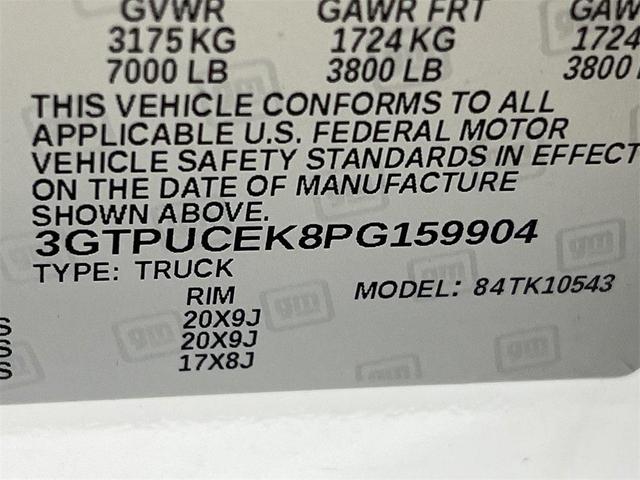 GVWR GAWR FRT GAW
3175 KG 1724 KG 1724
7000 LB 3800 LB 3800
THIS VEHICLE CONFORMS TO ALL
APPLICABLE U.S. FEDERAL MOTOR
VEHICLE SAFETY STANDARDS IN EFFECT
ON THE DATE OF MANUFACTURE
SHOWN ABOVE.
3GTPUCEK8PG159904
TYPE: TRUCK
RIM MODEL: 84TK10543
S 20X9J
S 20X9J
S 17X8J
gm